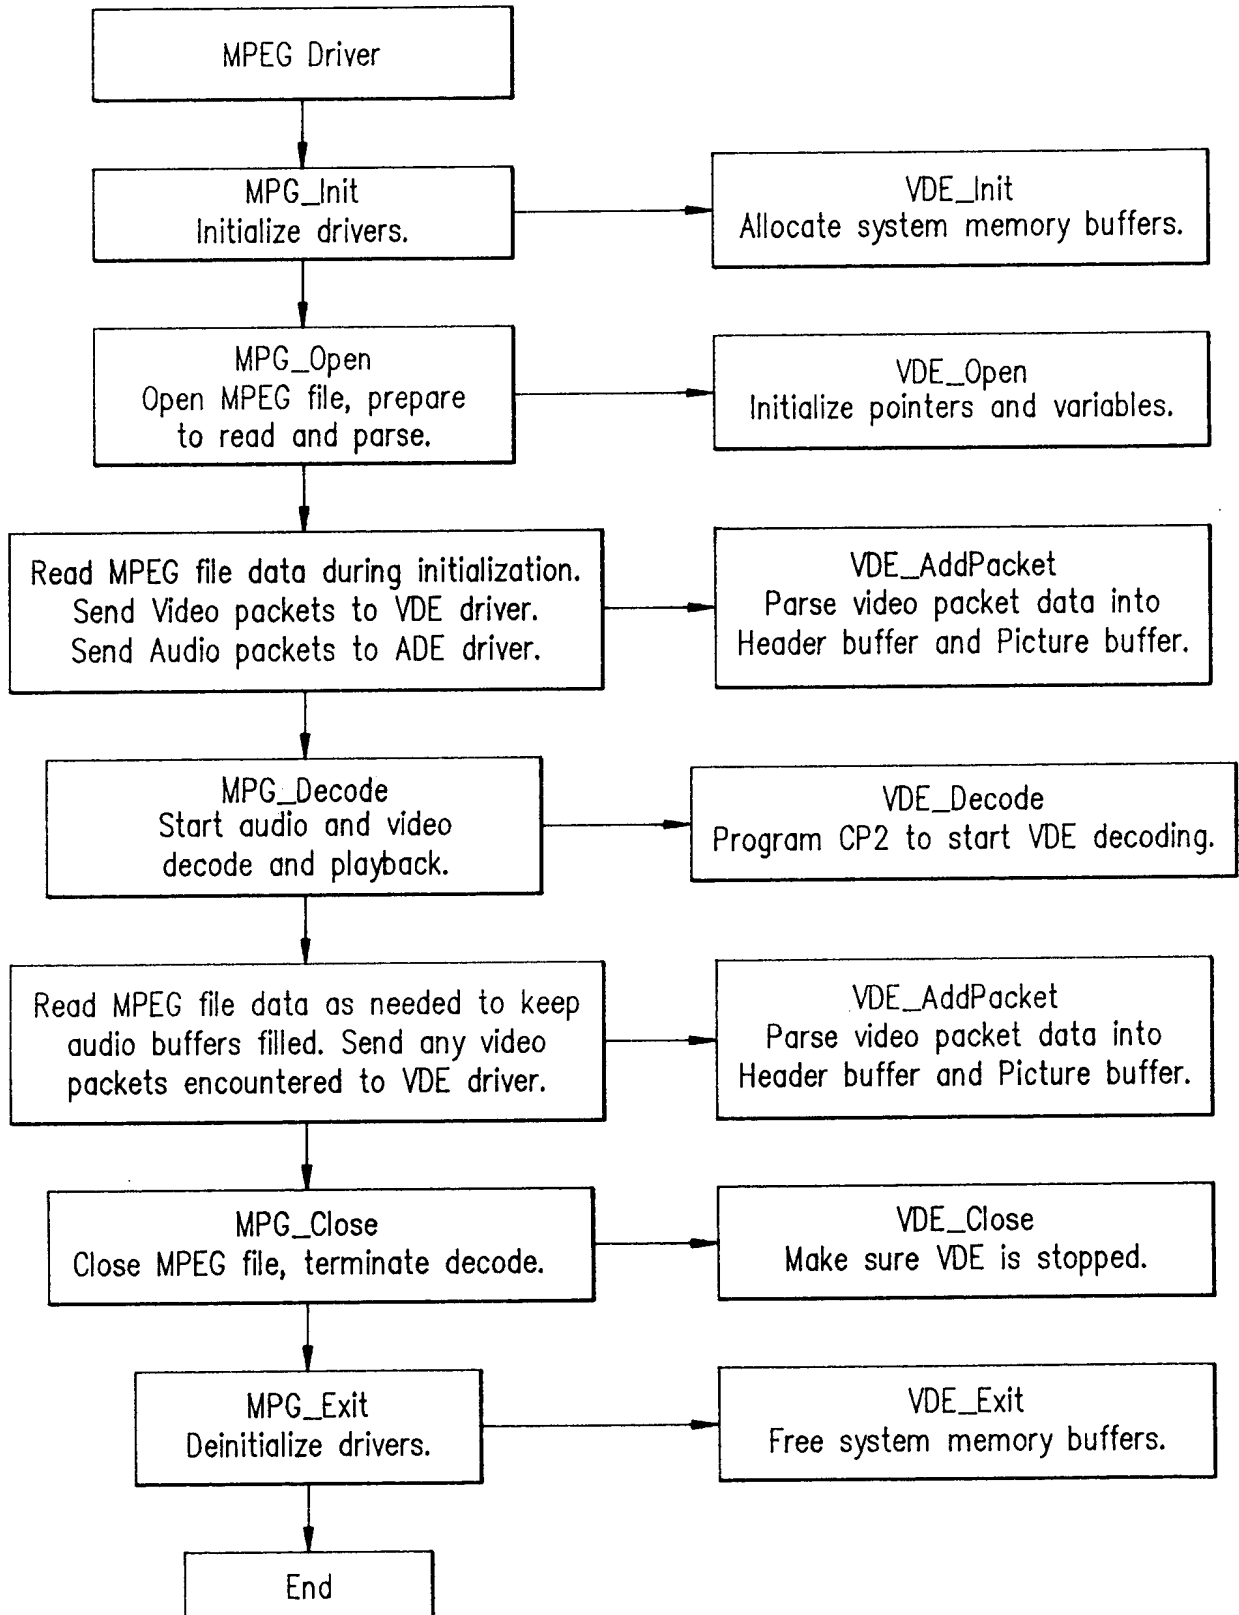 MPEG Driver
MPG_Init
Initialize drivers.
VDE_Init
Allocate system memory buffers.
MPG_Open
Open MPEG file, prepare
to read and parse.
VDE_Open
Initialize pointers and variables.
Read MPEG file data during initialization.
Send Video packets to VDE driver.
Send Audio packets to ADE driver.
VDE_AddPacket
Parse video packet data into
Header buffer and Picture buffer.
MPG_Decode
Start audio and video
decode and playback.
VDE_Decode
Program CP2 to start VDE decoding.
Read MPEG file data as needed to keep
audio buffers filled. Send any video
packets encountered to VDE driver.
VDE_AddPacket
Parse video packet data into
Header buffer and Picture buffer.
MPG_Close
Close MPEG file, terminate decode.
VDE_Close
Make sure VDE is stopped.
MPG_Exit
Deinitialize drivers.
VDE_Exit
Free system memory buffers.
End